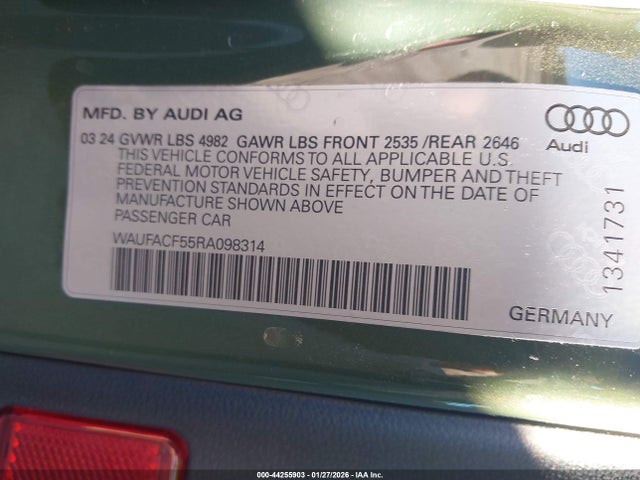 MFD. BY AUDI AG
Audi
03 24 GVWR LBS 4982 GAWR LBS FRONT 2535 /REAR 2646
THIS VEHICLE CONFORMS TO ALL APPLICABLE U.S.
FEDERAL MOTOR VEHICLE SAFETY, BUMPER AND THEFT
PREVENTION STANDARDS IN EFFECT ON THE DATE OF
MANUFACTURE SHOWN ABOVE
PASSENGER CAR
WAUFACF55RA098314
1341731
GERMANY
000-44255903 - 01/27/2026 - IAA Inc.